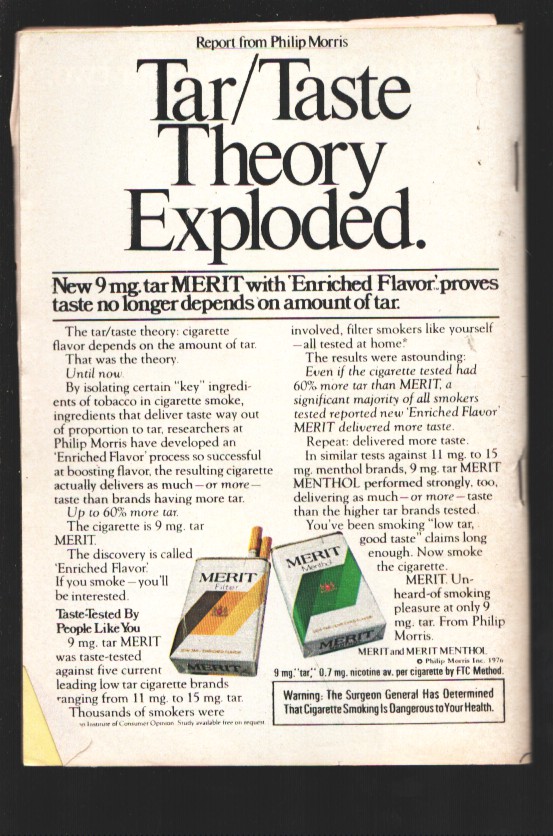 Report from Philip Morris
Tar/Taste
Theory
Exploded.
New 9 mg. tar MERIT with 'Enriched Flavor' proves
taste no longer depends on amount of tar.
The tar/taste theory: cigarette
flavor depends on the amount of tar.
That was the theory.
Until now.
By isolating certain "key" ingredi-
ents of tobacco in cigarette smoke,
ingredients that deliver taste way out
of proportion to tar, researchers at
Philip Morris have developed an
'Enriched Flavor' process so successful
at boosting flavor, the resulting cigarette
actually delivers as much—or more—
taste than brands having more tar.
Up to 60% more tar.
The cigarette is 9 mg. tar
MERIT.
The discovery is called
'Enriched Flavor.'
If you smoke—you'll
be interested.
Taste-Tested By
People Like You
9 mg. tar MERIT
was taste-tested
against five current
leading low tar cigarette brands
ranging from 11 mg. to 15 mg. tar.
Thousands of smokers were
Institute of Consumer Opinion. Study available free on request.
involved, filter smokers like yourself
—all tested at home.*
The results were astounding:
Even if the cigarette tested had
60% more tar than MERIT, a
significant majority of all smokers
tested reported new 'Enriched Flavor'
MERIT delivered more taste.
Repeat: delivered more taste.
In similar tests against 11 mg. to 15
mg. menthol brands, 9 mg. tar MERIT
MENTHOL performed strongly, too,
delivering as much—or more—taste
than the higher tar brands tested.
You've been smoking "low tar,
good taste" claims long
enough. Now smoke
the cigarette.
MERIT. Un-
heard-of smoking
pleasure at only 9
mg. tar. From Philip
Morris.
MERIT and MERIT MENTHOL
MERIT
Filter
MERIT
MERIT
Menthol
MERIT
© Philip Morris Inc. 1976
9 mg. "tar," 0.7 mg. nicotine av. per cigarette by FTC Method.
Warning: The Surgeon General Has Determined
That Cigarette Smoking Is Dangerous to Your Health.